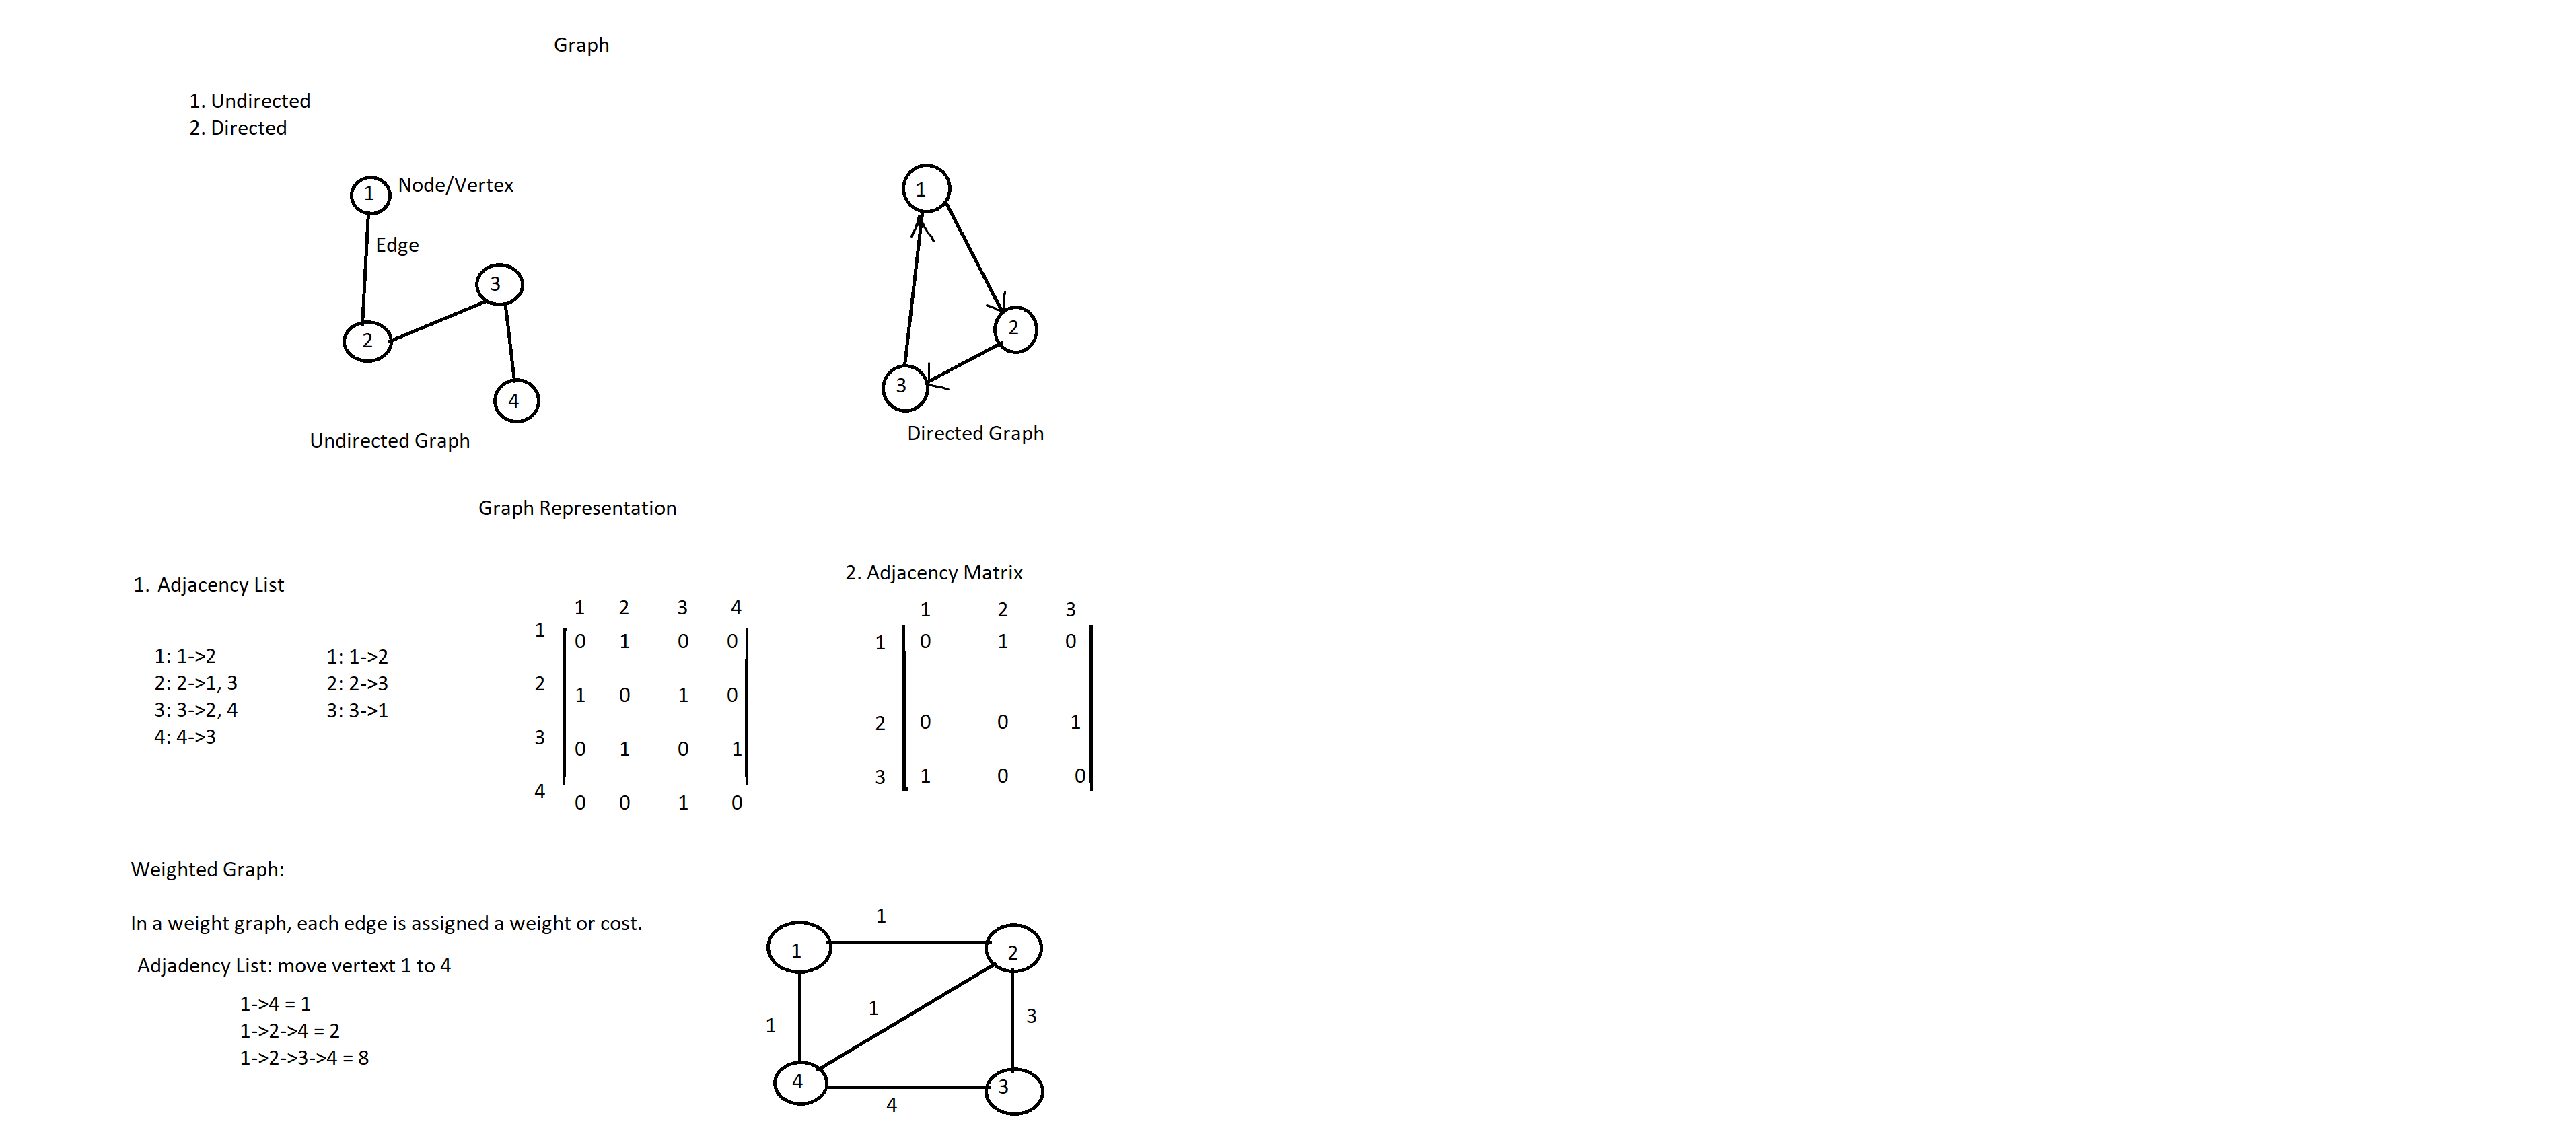 Graph
1. Undirected
2. Directed
1
Node/Vertex
Edge
3
2
4
Undirected Graph
1
2
3
Directed Graph
Graph Representation
1. Adjacency List
1: 1->2
2: 2->1, 3
3: 3->2, 4
4: 4->3
1: 1->2
2: 2->3
3: 3->1
1 2 3 4
1 0 1 0 0
2 1 0 1 0
3 0 1 0 1
4 0 0 1 0
2. Adjacency Matrix
1 2 3
1 0 1 0
2 0 0 1
3 1 0 0
Weighted Graph:
In a weight graph, each edge is assigned a weight or cost.
Adjadency List: move vertext 1 to 4
1->4 = 1
1->2->4 = 2
1->2->3->4 = 8
1
1
2
1
1
3
4
3
4